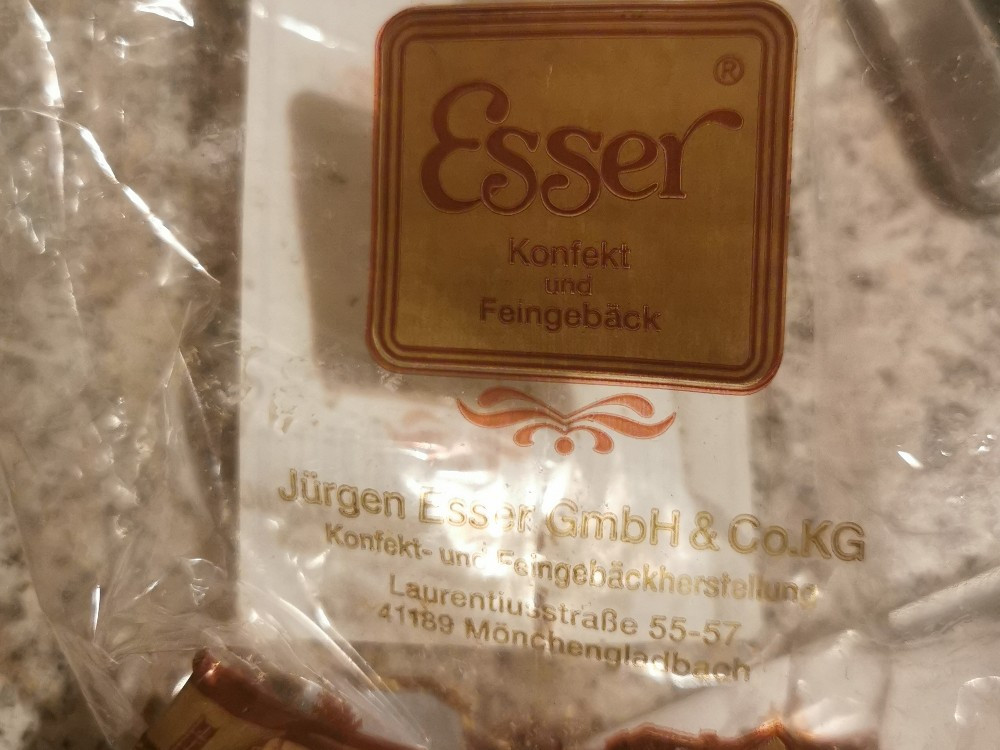 ®
Esser
Konfekt
und
Feingebäck
Jürgen Esser GmbH & Co.KG
Konfekt- und Feingebäckherstellung
Laurentiusstraße 55-57
41189 Mönchengladbach